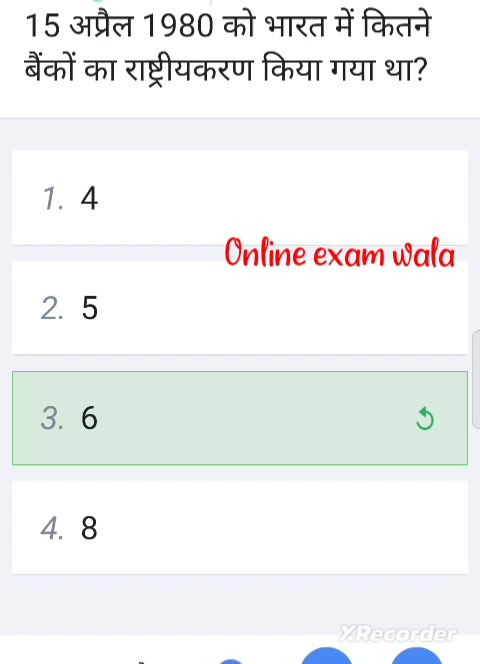 15 अप्रैल 1980 को भारत में कितने
बैंकों का राष्ट्रीयकरण किया गया था?
1. 4
Online exam wala
2. 5
3. 6
4. 8
XRecorder